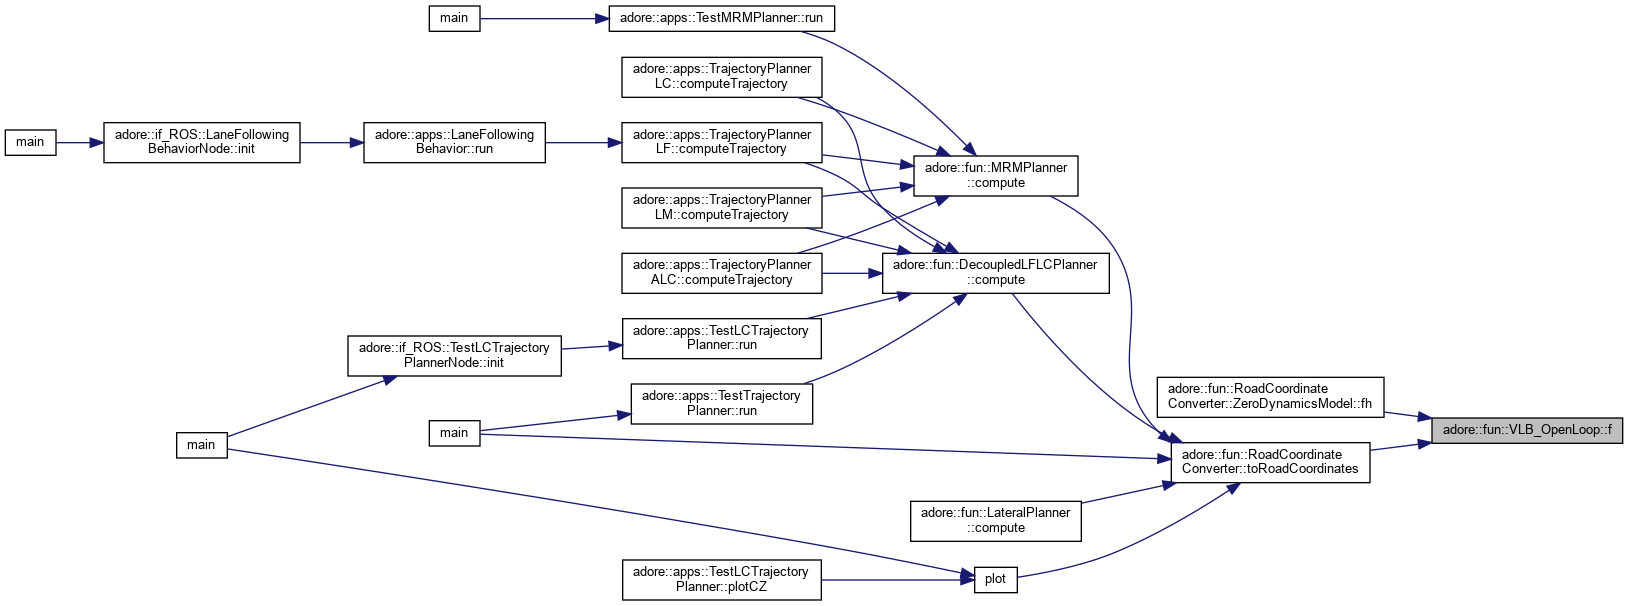 main
adore::apps::TestMRMPlanner::run
adore::apps::TrajectoryPlanner
LC::computeTrajectory
main
adore::if_ROS::LaneFollowing
BehaviorNode::init
adore::apps::LaneFollowing
Behavior::run
adore::apps::TrajectoryPlanner
LF::computeTrajectory
adore::fun::MRMPlanner
::compute
adore::apps::TrajectoryPlanner
LM::computeTrajectory
adore::apps::TrajectoryPlanner
ALC::computeTrajectory
adore::fun::DecoupledLFLCPlanner
::compute
adore::if_ROS::TestLCTrajectory
PlannerNode::init
adore::apps::TestLCTrajectory
Planner::run
adore::apps::TestTrajectory
Planner::run
adore::fun::RoadCoordinate
Converter::ZeroDynamicsModel::fh
adore::fun::VLB_OpenLoop::f
main
main
adore::fun::RoadCoordinate
Converter::toRoadCoordinates
adore::fun::LateralPlanner
::compute
adore::apps::TestLCTrajectory
Planner::plotCZ
plot